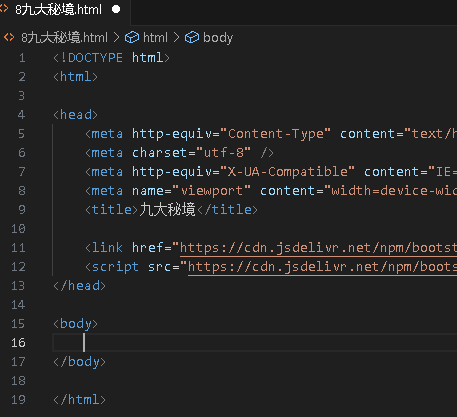 8九大秘境.html
8九大秘境.html > html > body
1 <!DOCTYPE html>
2 <html>
3
4 <head>
5 <meta http-equiv="Content-Type" content="text/h
6 <meta charset="utf-8" />
7 <meta http-equiv="X-UA-Compatible" content="IE=
8 <meta name="viewport" content="width=device-wid
9 <title>九大秘境</title>
10
11 <link href="https://cdn.jsdelivr.net/npm/bootst
12 <script src="https://cdn.jsdelivr.net/npm/boots
13 </head>
14
15 <body>
16
17 </body>
18
19 </html>